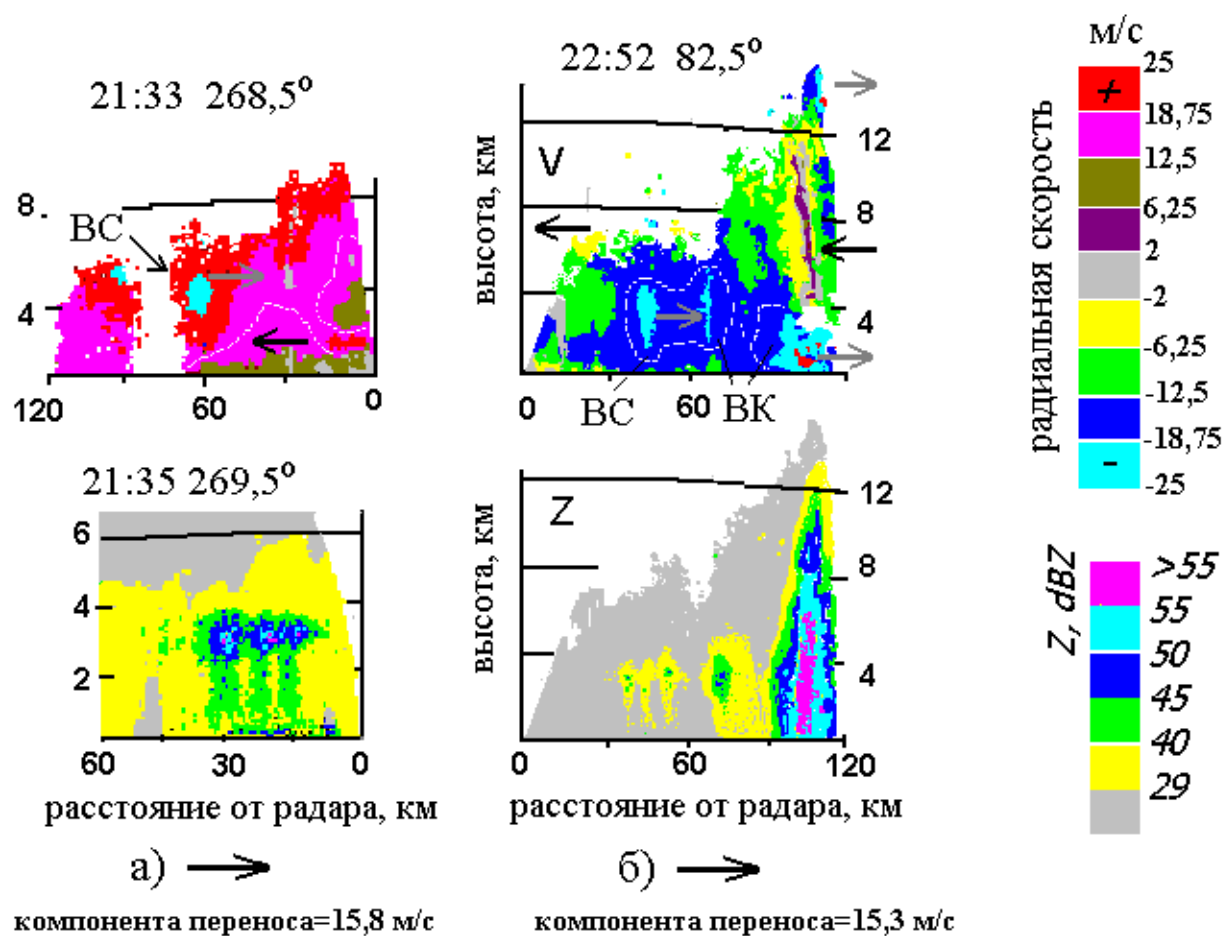 21:33 268,5°
8
ВС
4
120 60 0
22:52 82,5°
высота, км
V
12
8
4
0 60
ВС ВК
м/с
радиальная скорость
25
+
18,75
12,5
6,25
2
-2
-6,25
-12,5
-18,75
-
-25
21:35 269,5°
6
4
2
60 30 0
расстояние от радара, км
а)
компонента переноса=15,8 м/с
высота, км
Z
12
8
4
0 60 120
расстояние от радара, км
б)
компонента переноса=15,3 м/с
Z, dBZ
>55
55
50
45
40
29